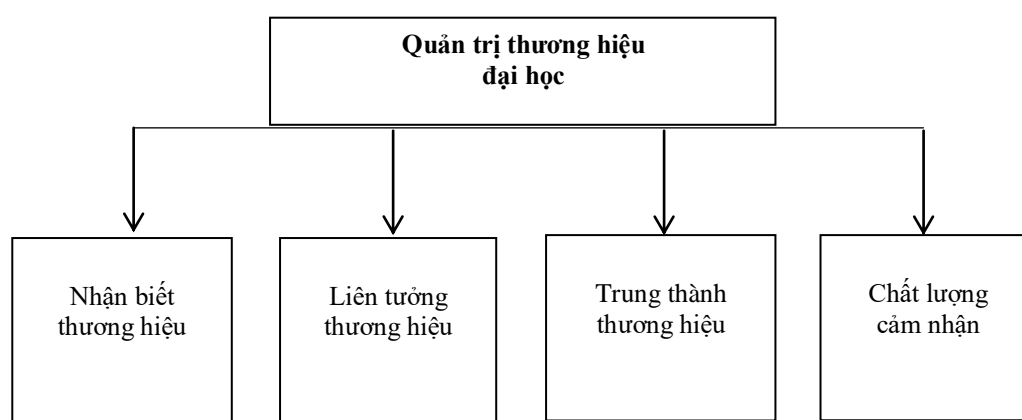 Quản trị thương hiệu
đại học
Nhận biết
thương hiệu
Liên tưởng
thương hiệu
Trung thành
thương hiệu
Chất lượng
cảm nhận